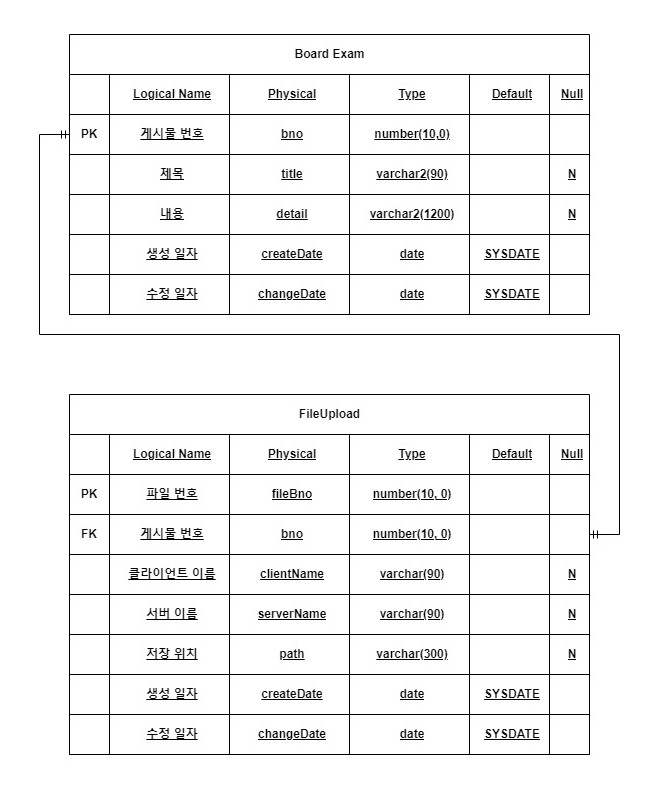 Board Exam
Logical Name Physical Type Default Null
PK 게시물 번호 bno number(10,0)
제목 title varchar2(90) N
내용 detail varchar2(1200) N
생성 일자 createDate date SYSDATE
수정 일자 changeDate date SYSDATE
FileUpload
Logical Name Physical Type Default Null
PK 파일 번호 fileBno number(10, 0)
FK 게시물 번호 bno number(10, 0)
클라이언트 이름 clientName varchar(90) N
서버 이름 serverName varchar(90) N
저장 위치 path varchar(300) N
생성 일자 createDate date SYSDATE
수정 일자 changeDate date SYSDATE